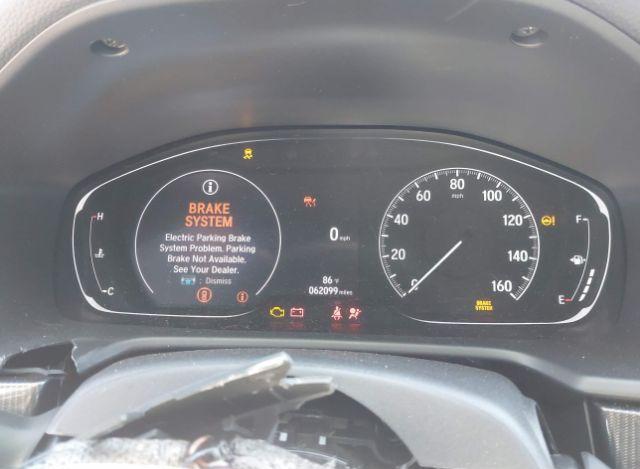 H
C
BRAKE
SYSTEM
Electric Parking Brake
System Problem. Parking
Brake Not Available.
See Your Dealer.
: Dismiss
0 mph
86 °F
062099 miles
0
20
40
60
80
mph
100
120
140
160
BRAKE
SYSTEM
F
E